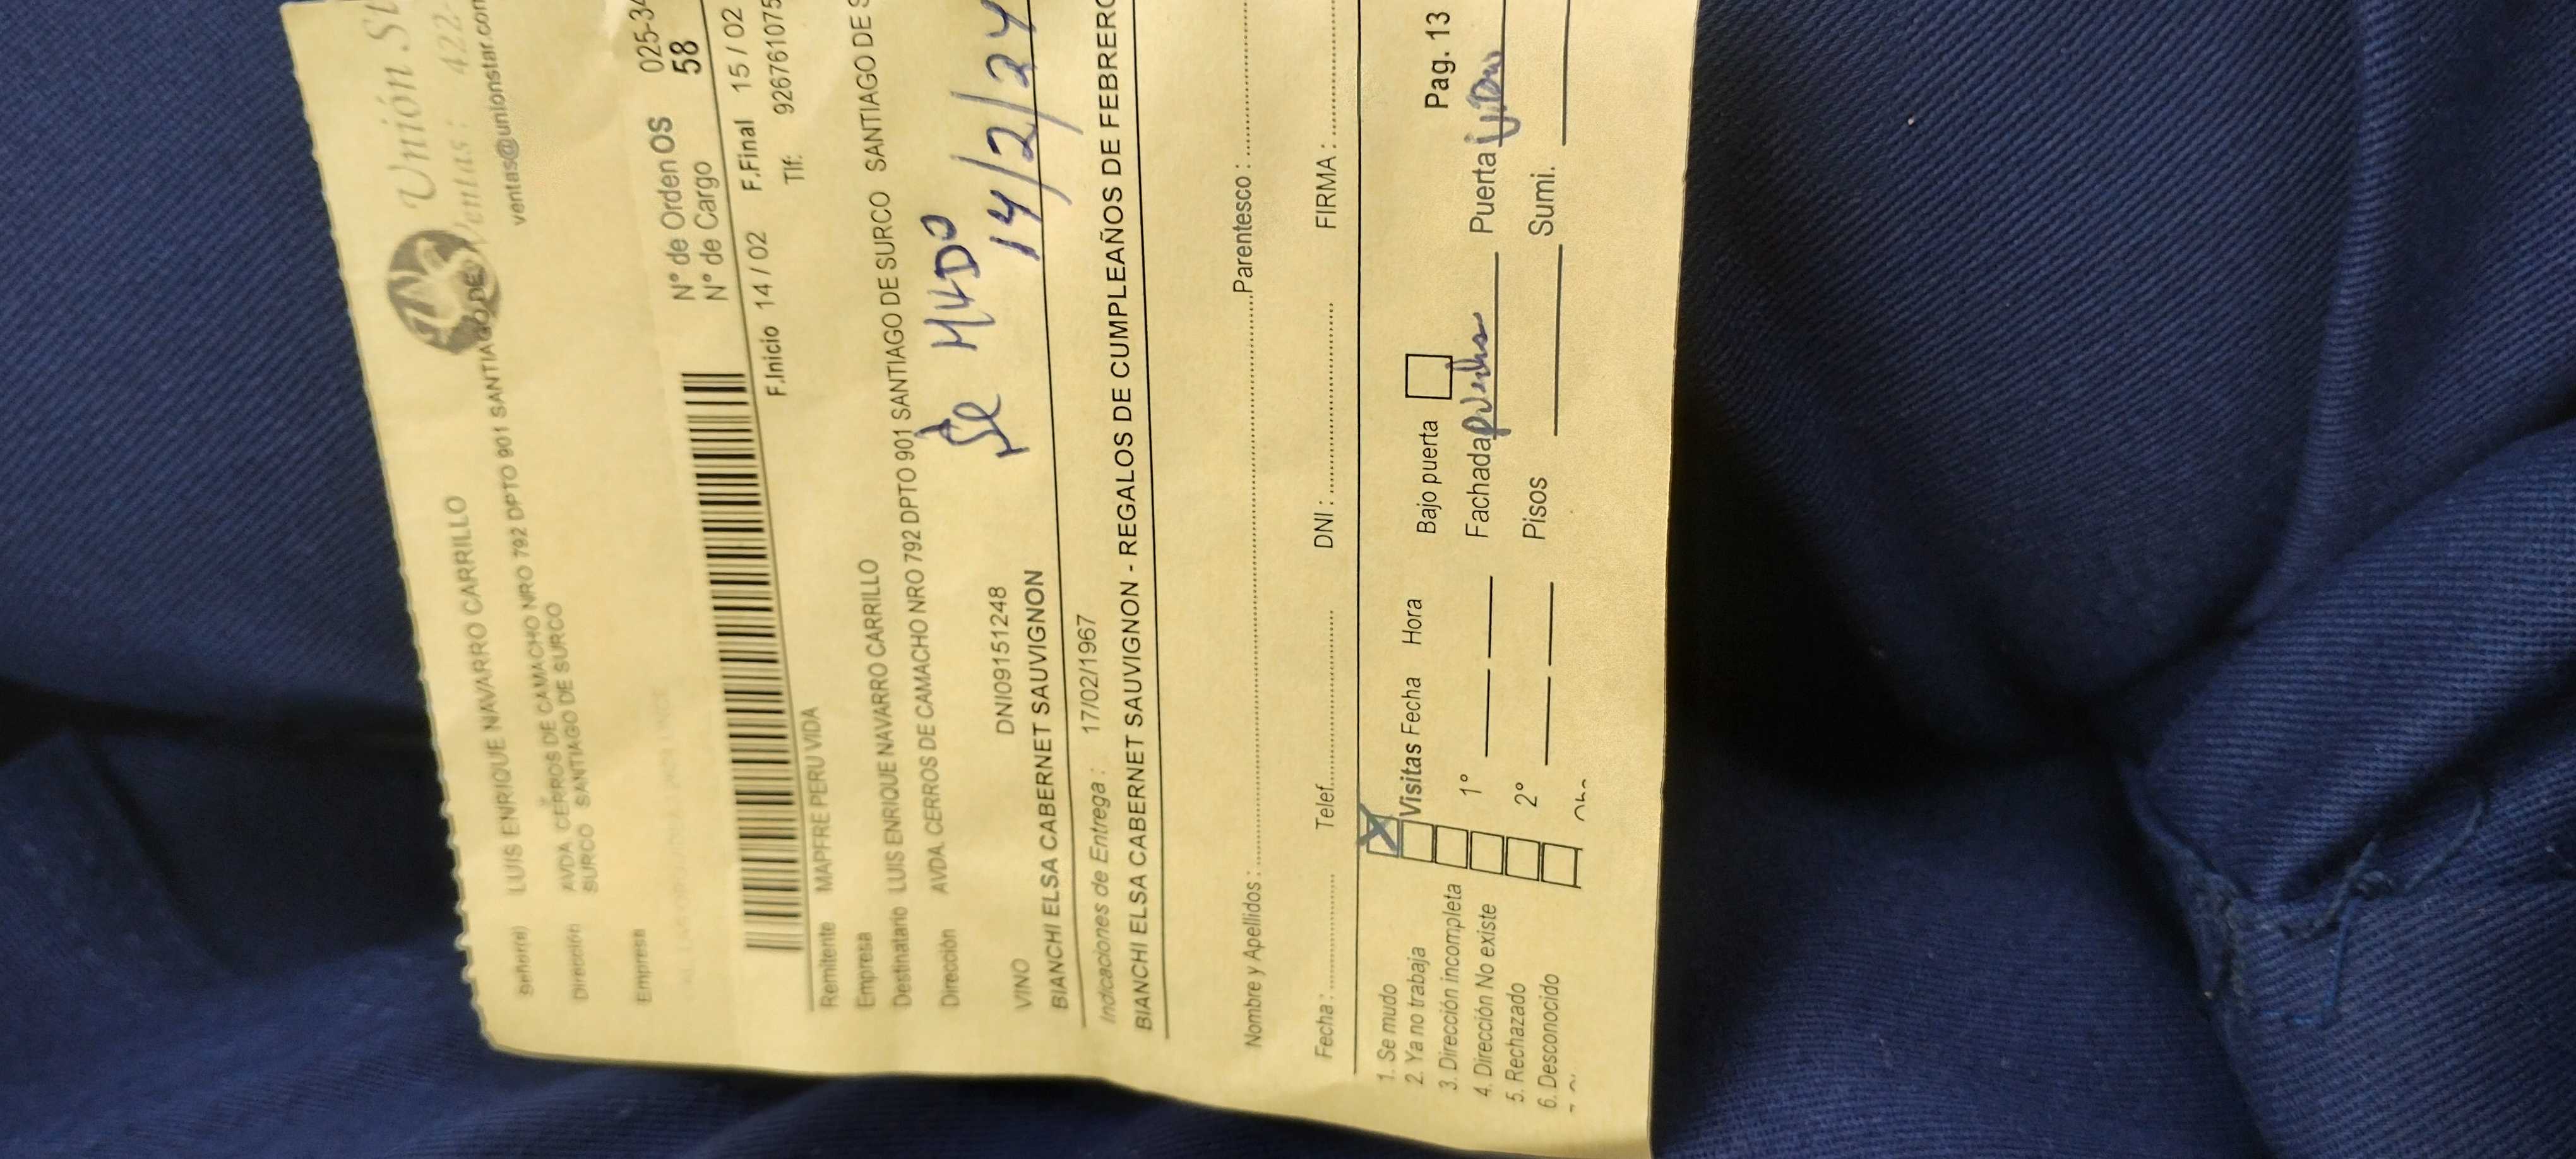 Unión St
Ventas: 422-
ventas@unionstar.com
Señor(a) LUIS ENRIQUE NAVARRO CARRILLO
Dirección AVDA. CERROS DE CAMACHO NRO 792 DPTO 901 SANTIAGO DE
SURCO SANTIAGO DE SURCO
Empresa
N° de Orden OS 025-34
N° de Cargo 58
F.Inicio 14 / 02 F.Final 15 / 02
Remitente MAPFRE PERU VIDA Tlf: 926761075
Empresa
Destinatario LUIS ENRIQUE NAVARRO CARRILLO
Dirección AVDA. CERROS DE CAMACHO NRO 792 DPTO 901 SANTIAGO DE SURCO SANTIAGO DE S
Se MUDO
14/2/24
VINO DNI09151248
BIANCHI ELSA CABERNET SAUVIGNON
Indicaciones de Entrega : 17/02/1967
BIANCHI ELSA CABERNET SAUVIGNON - REGALOS DE CUMPLEAÑOS DE FEBRERO
Nombre y Apellidos : Parentesco :
Fecha : Telef. DNI : FIRMA :
1. Se mudo X
2. Ya no trabaja Visitas Fecha Hora Bajo puerta Pag. 13
3. Dirección incompleta
4. Dirección No existe 1° Fachada Puerta
5. Rechazado
6. Desconocido 2° Pisos Sumi.